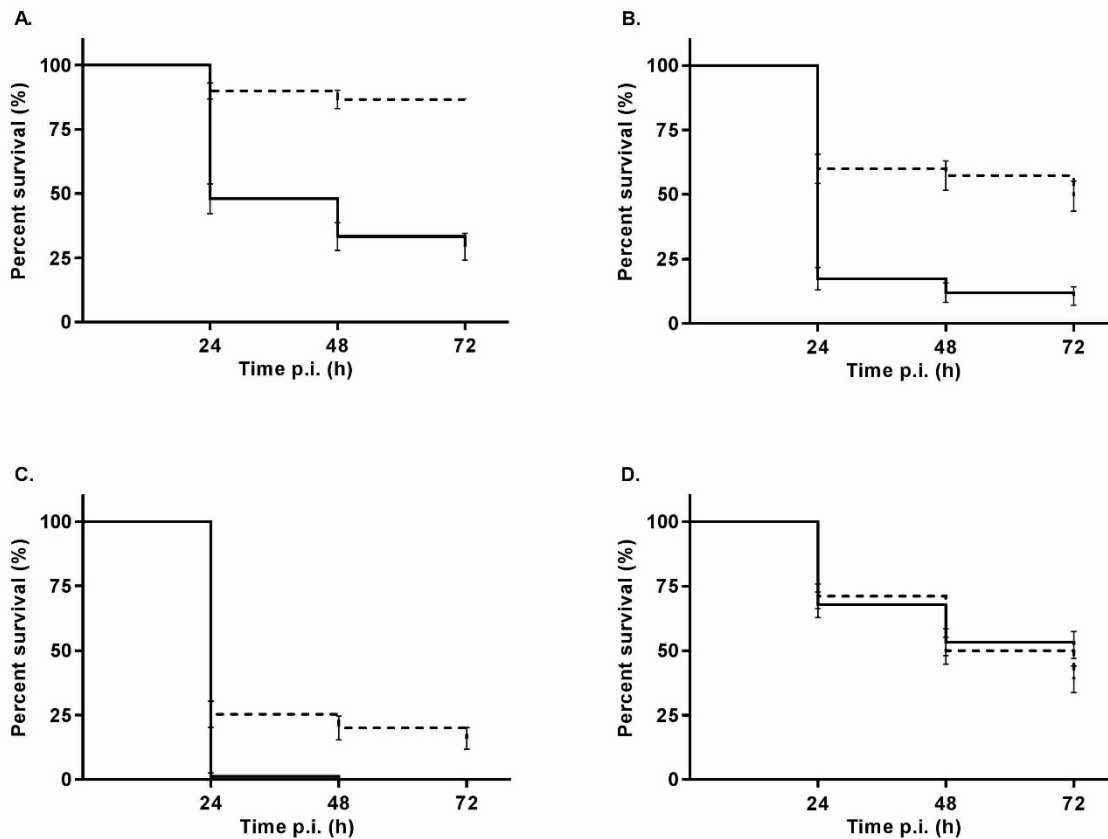 A.
Percent survival (%)
100
75
50
25
0
24
48
72
Time p.i. (h)
B.
Percent survival (%)
100
75
50
25
0
24
48
72
Time p.i. (h)
C.
Percent survival (%)
100
75
50
25
0
24
48
72
Time p.i. (h)
D.
Percent survival (%)
100
75
50
25
0
24
48
72
Time p.i. (h)